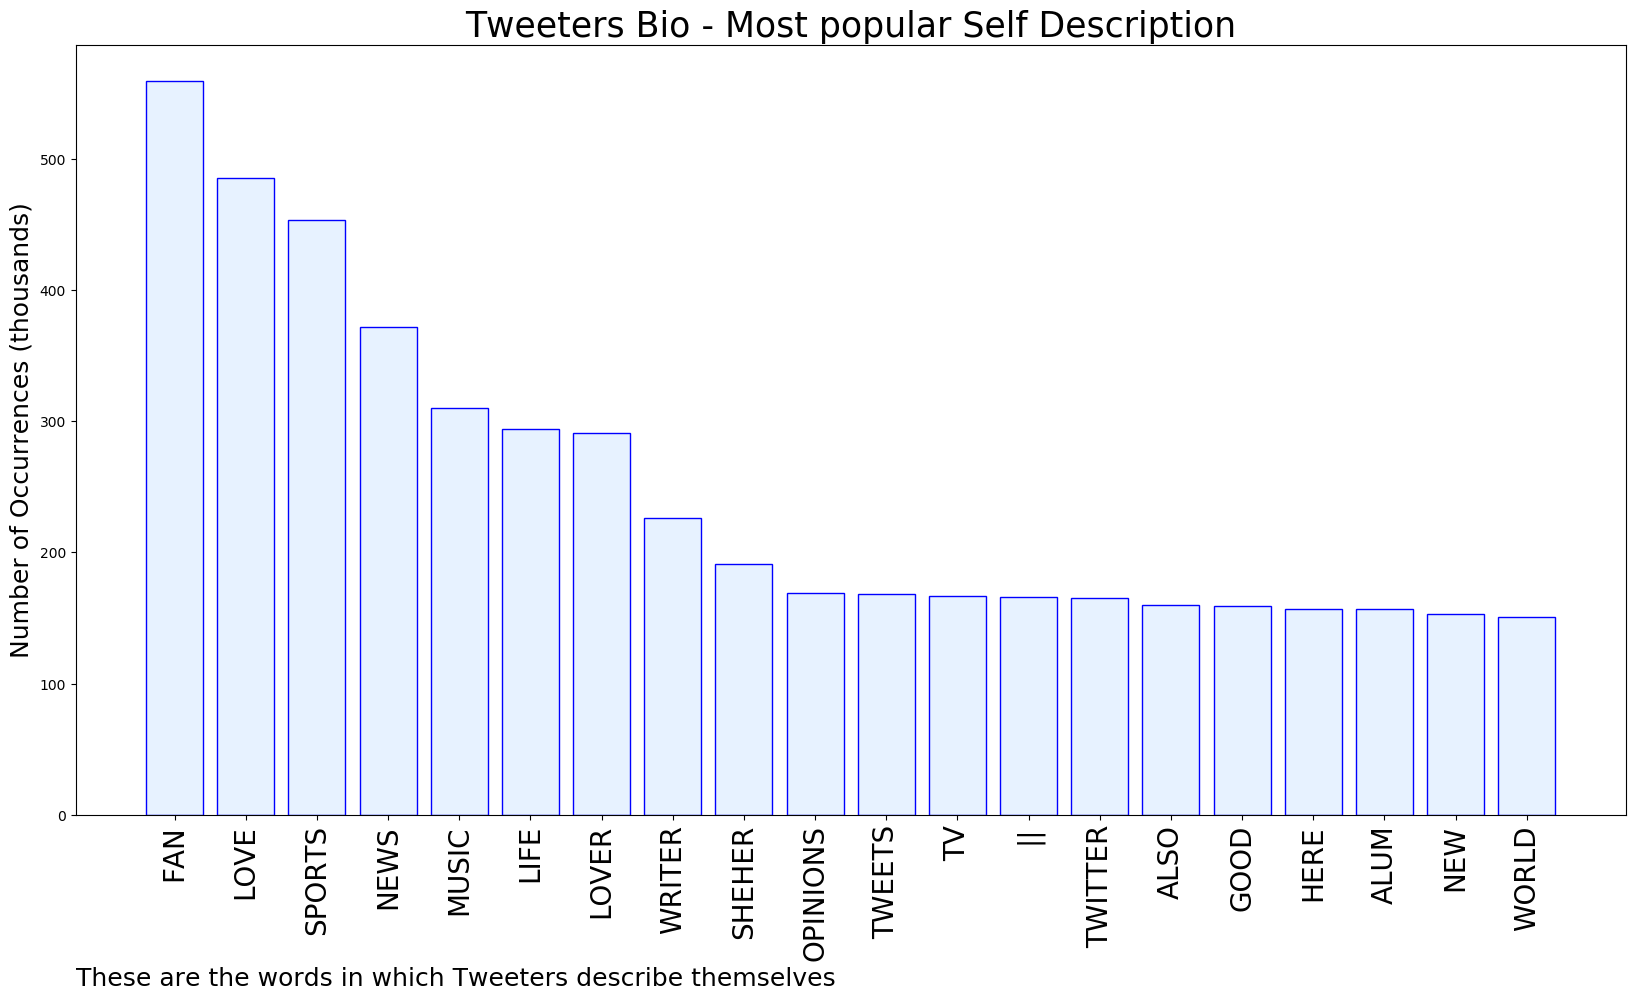 Tweeters Bio - Most popular Self Description
Number of Occurrences (thousands)
500
400
300
200
100
0
FAN
LOVE
SPORTS
NEWS
MUSIC
LIFE
LOVER
WRITER
SHEHER
OPINIONS
TWEETS
TV
||
TWITTER
ALSO
GOOD
HERE
ALUM
NEW
WORLD
These are the words in which Tweeters describe themselves